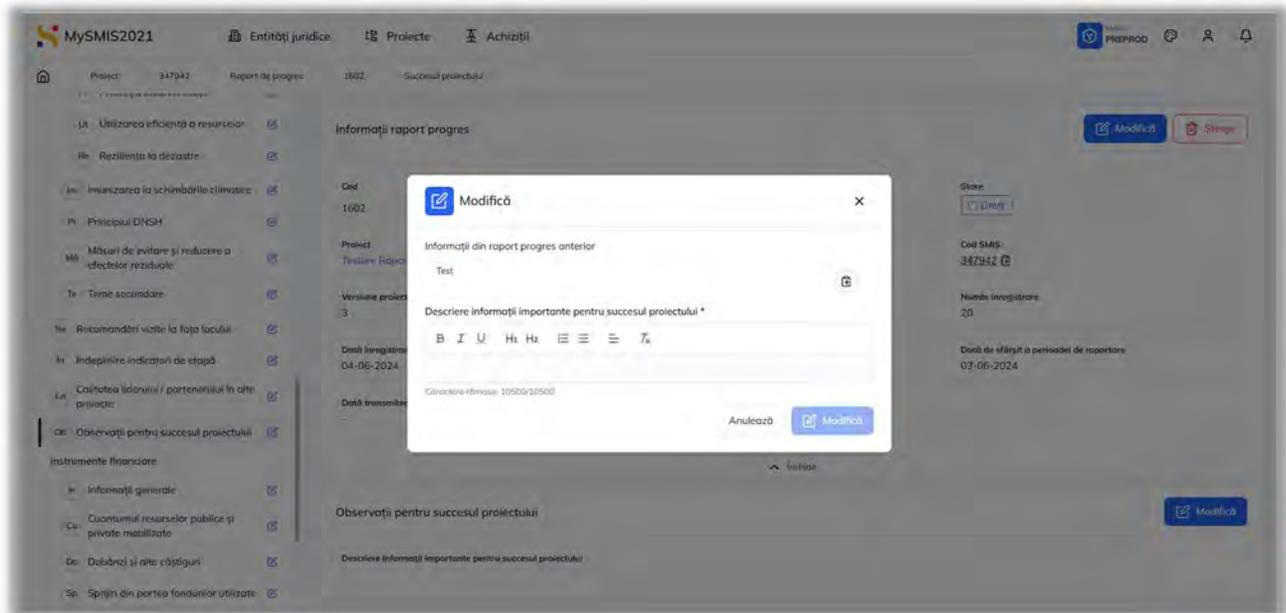 MySMIS2021
Entități juridice
Proiecte
Achiziții
PREPROD
Proiect
347942
Raport de progres
1602
Succesul proiectului
Ut Utilizarea eficientă a resurselor
Re Reziliența la dezastre
Im Imunizarea la schimbările climatice
Pr Principiul DNSH
Mă Măsuri de evitare și reducere a
efectelor reziduale
Te Teme secundare
Re Recomandări vizite la fața locului
În Îndeplinire indicatori de etapă
Ca Calitatea liderului / partenerului în alte
proiecte
Ob Observații pentru succesul proiectului
Instrumente financiare
In Informații generale
Cu Cuantumul resurselor publice și
private mobilizate
Do Dobânzi și alte câștiguri
Sp Sprijin din partea fondurilor utilizate
Informații raport progres
Modifică
Șterge
Cod
1602
Stare
Draft
Proiect
Testare Rapor
Cod SMIS
347942
Versiune proiect
3
Număr înregistrare
20
Dată înregistrare
04-06-2024
Dată de sfârșit a perioadei de raportare
03-06-2024
Dată transmiter
Modifică
Informații din raport progres anterior
Test
Descriere informații importante pentru succesul proiectului *
B I U H1 H2
Caractere rămase: 10500/10500
Anulează
Modifică
Închide
Observații pentru succesul proiectului
Modifică
Descriere informații importante pentru succesul proiectului